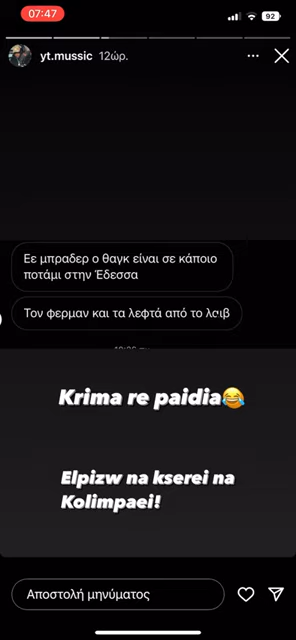 07:47
92
yt.mussic 12ώρ.
Εε μπραδερ ο θαγκ είναι σε κάποιο
ποτάμι στην Έδεσσα
Τον φερμαν και τα λεφτά από το λαιβ
Krima re paidia😂
Elpizw na kserei na
Kolimpaei!
Αποστολή μηνύματος